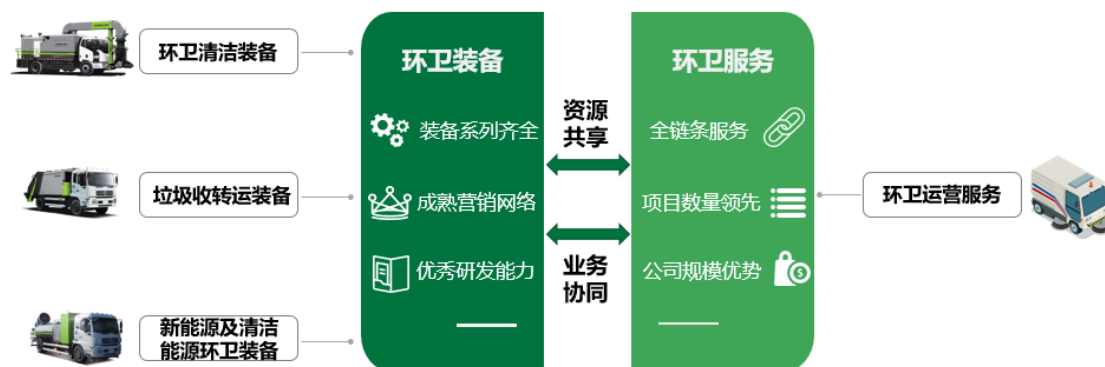 环卫清洁装备
垃圾收转运装备
新能源及清洁
能源环卫装备
环卫装备
装备系列齐全
成熟营销网络
优秀研发能力
资源
共享
业务
协同
环卫服务
全链条服务
项目数量领先
公司规模优势
$
环卫运营服务